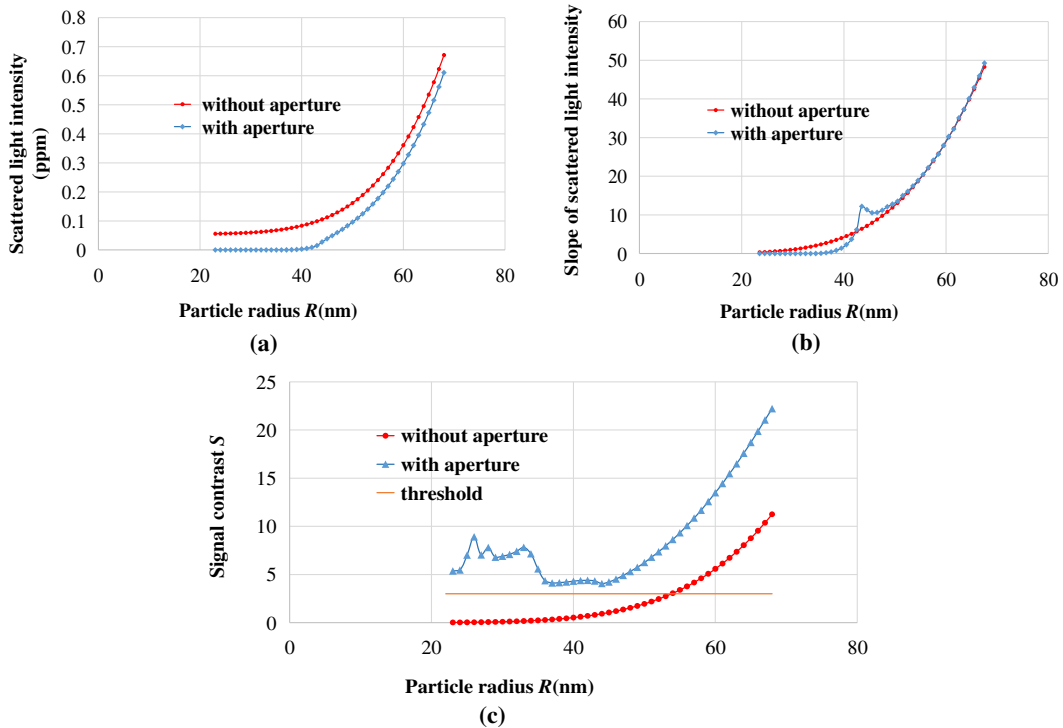 0.8
0.7
0.6
0.5
0.4
0.3
0.2
0.1
0
Scattered light intensity
(ppm)
without aperture
with aperture
0 20 40 60 80
Particle radius R(nm)
(a)
60
50
40
30
20
10
0
Slope of scattered light intensity
without aperture
with aperture
0 20 40 60 80
Particle radius R(nm)
(b)
25
20
15
10
5
0
Signal contrast S
without aperture
with aperture
threshold
0 20 40 60 80
Particle radius R(nm)
(c)